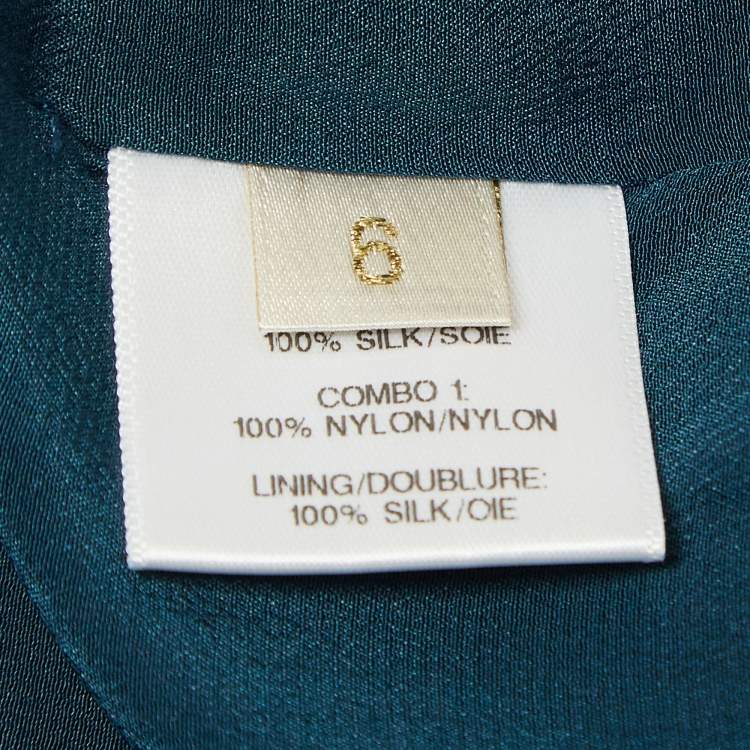 6
100% SILK/SOIE
COMBO 1:
100% NYLON/NYLON
LINING/DOUBLURE:
100% SILK/OIE